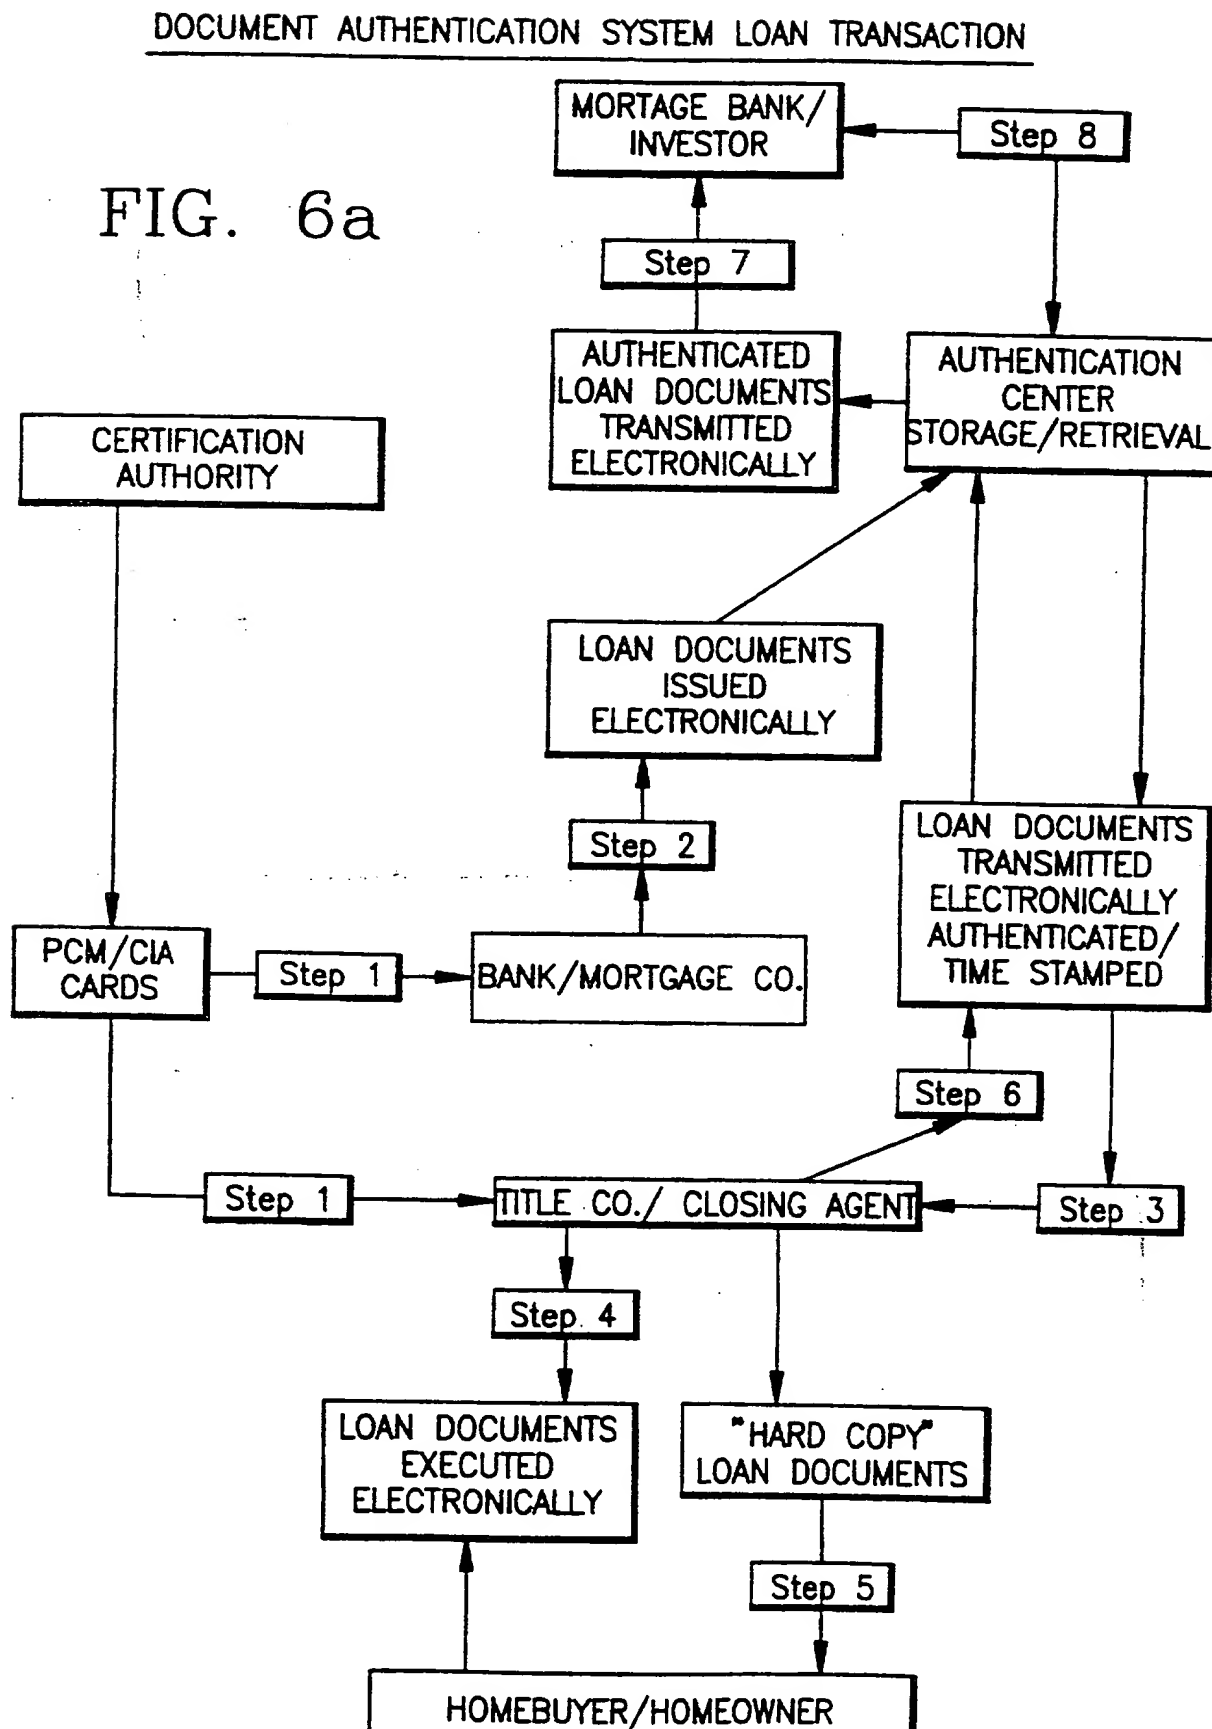 DOCUMENT AUTHENTICATION SYSTEM LOAN TRANSACTION
MORTAGE BANK/
INVESTOR
Step 8
FIG. 6a
Step 7
AUTHENTICATED
LOAN DOCUMENTS
TRANSMITTED
ELECTRONICALLY
AUTHENTICATION
CENTER
STORAGE/RETRIEVAL
CERTIFICATION
AUTHORITY
LOAN DOCUMENTS
ISSUED
ELECTRONICALLY
Step 2
LOAN DOCUMENTS
TRANSMITTED
ELECTRONICALLY
AUTHENTICATED/
TIME STAMPED
PCM/CIA
CARDS
Step 1
BANK/MORTGAGE CO.
Step 6
Step 1
TITLE CO./ CLOSING AGENT
Step 3
Step 4
LOAN DOCUMENTS
EXECUTED
ELECTRONICALLY
"HARD COPY"
LOAN DOCUMENTS
Step 5
HOMEBUYER/HOMEOWNER